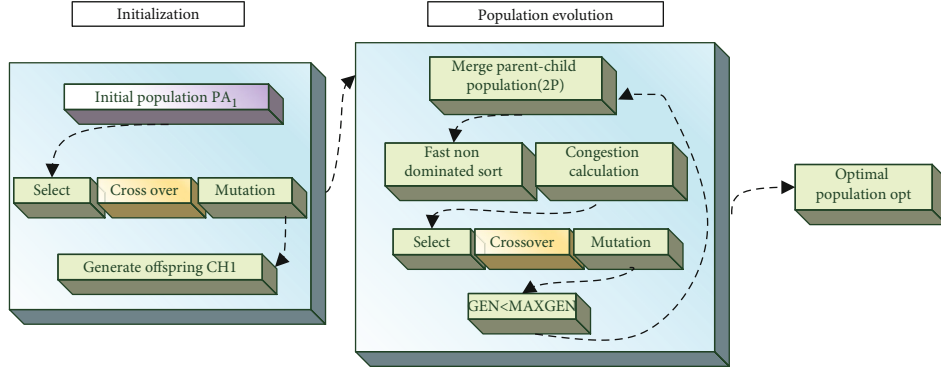 Initialization
Initial population PA₁
Select
Cross over
Mutation
Generate offspring CH1
Population evolution
Merge parent-child
population(2P)
Fast non
dominated sort
Congestion
calculation
Select
Crossover
Mutation
GEN<MAXGEN
Optimal
population opt